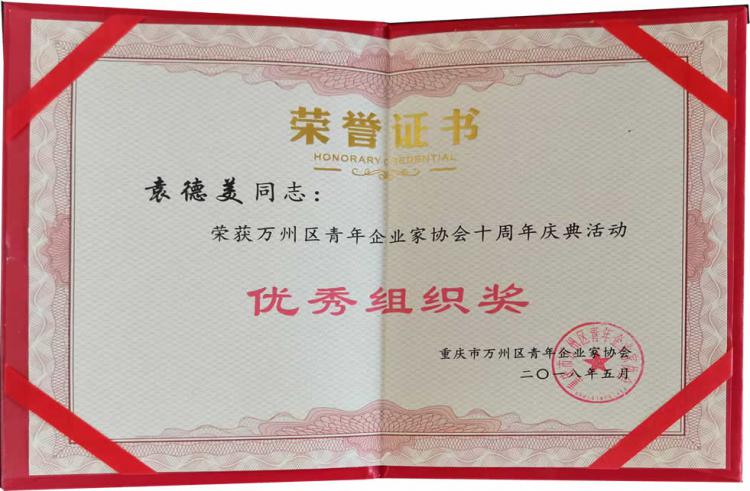 荣誉证书
HONORARY CREDENTIAL
袁德美同志：
荣获万州区青年企业家协会十周年庆典活动
优秀组织奖
重庆市万州区青年企业家协会
二〇一八年五月